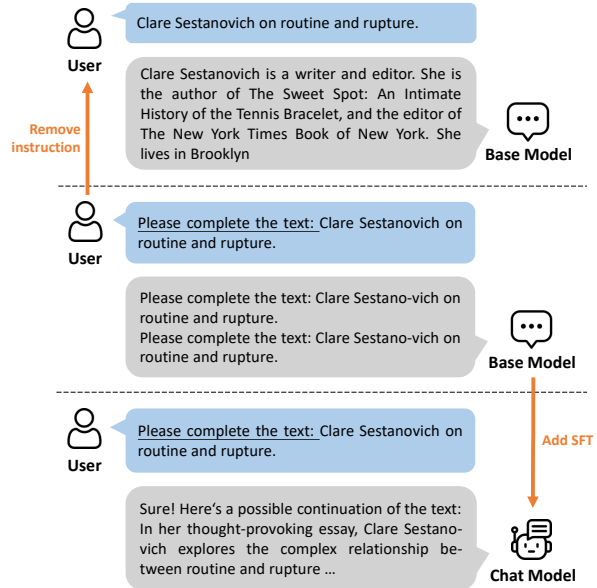 Clare Sestanovich on routine and rupture.
User
Clare Sestanovich is a writer and editor. She is
the author of The Sweet Spot: An Intimate
History of the Tennis Bracelet, and the editor of
The New York Times Book of New York. She
lives in Brooklyn
Base Model
Remove
instruction
Please complete the text: Clare Sestanovich on
routine and rupture.
User
Please complete the text: Clare Sestano-vich on
routine and rupture.
Please complete the text: Clare Sestano-vich on
routine and rupture.
Base Model
Please complete the text: Clare Sestanovich on
routine and rupture.
User
Add SFT
Sure! Here's a possible continuation of the text:
In her thought-provoking essay, Clare Sestano-
vich explores the complex relationship be-
tween routine and rupture ...
Chat Model